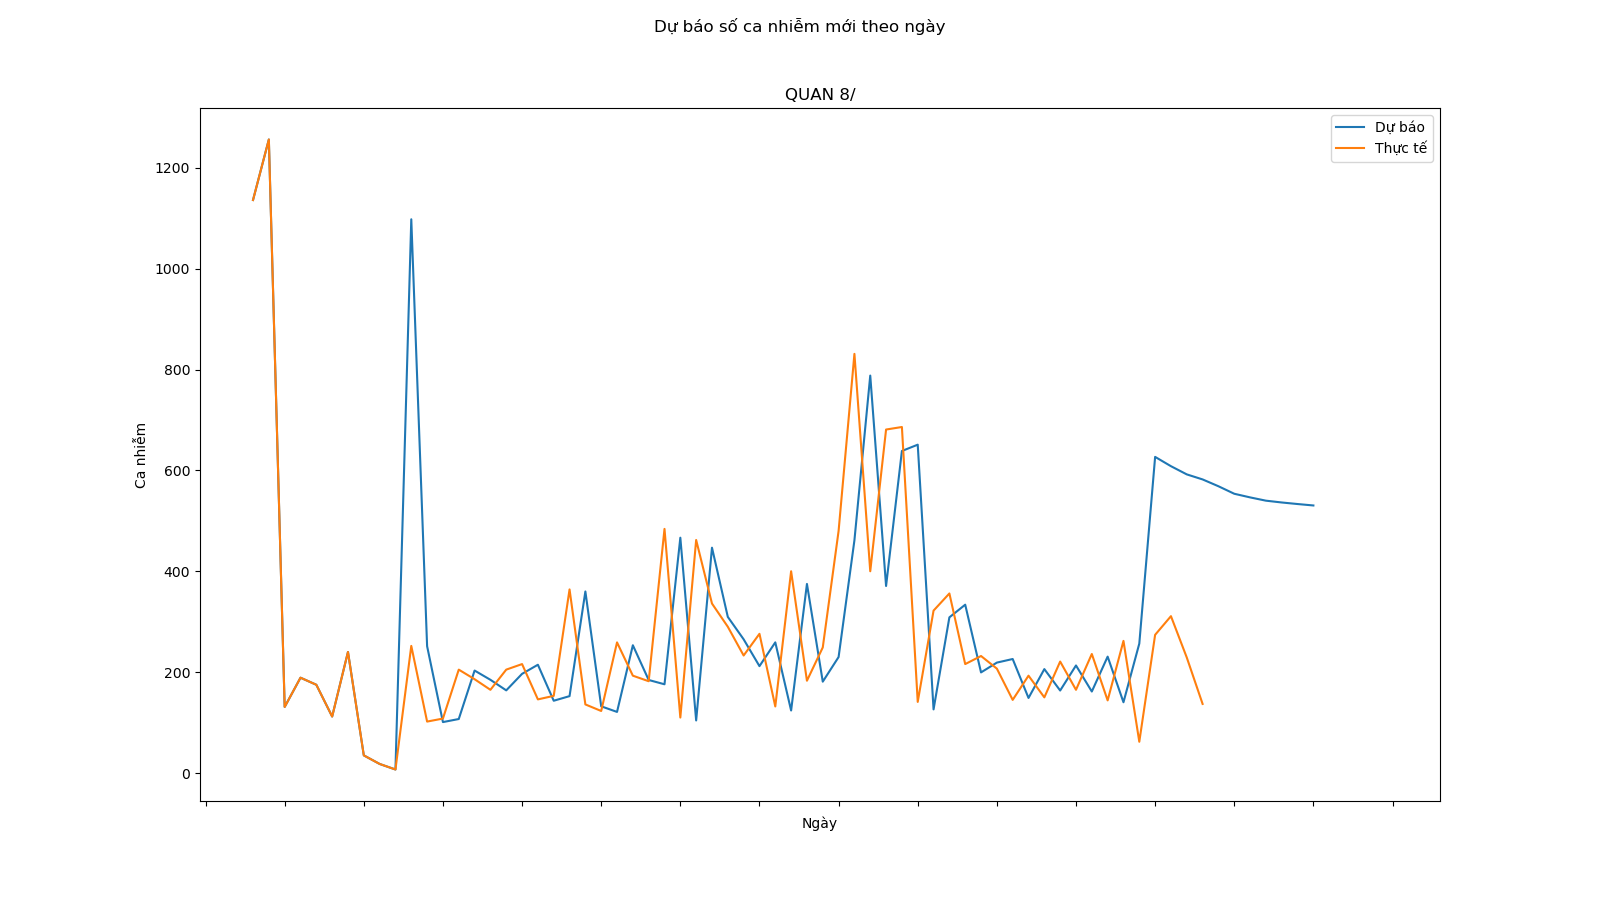 Dự báo số ca nhiễm mới theo ngày
QUAN 8/
Dự báo
Thực tế
1200
1000
800
600
400
200
0
Ca nhiễm
Ngày